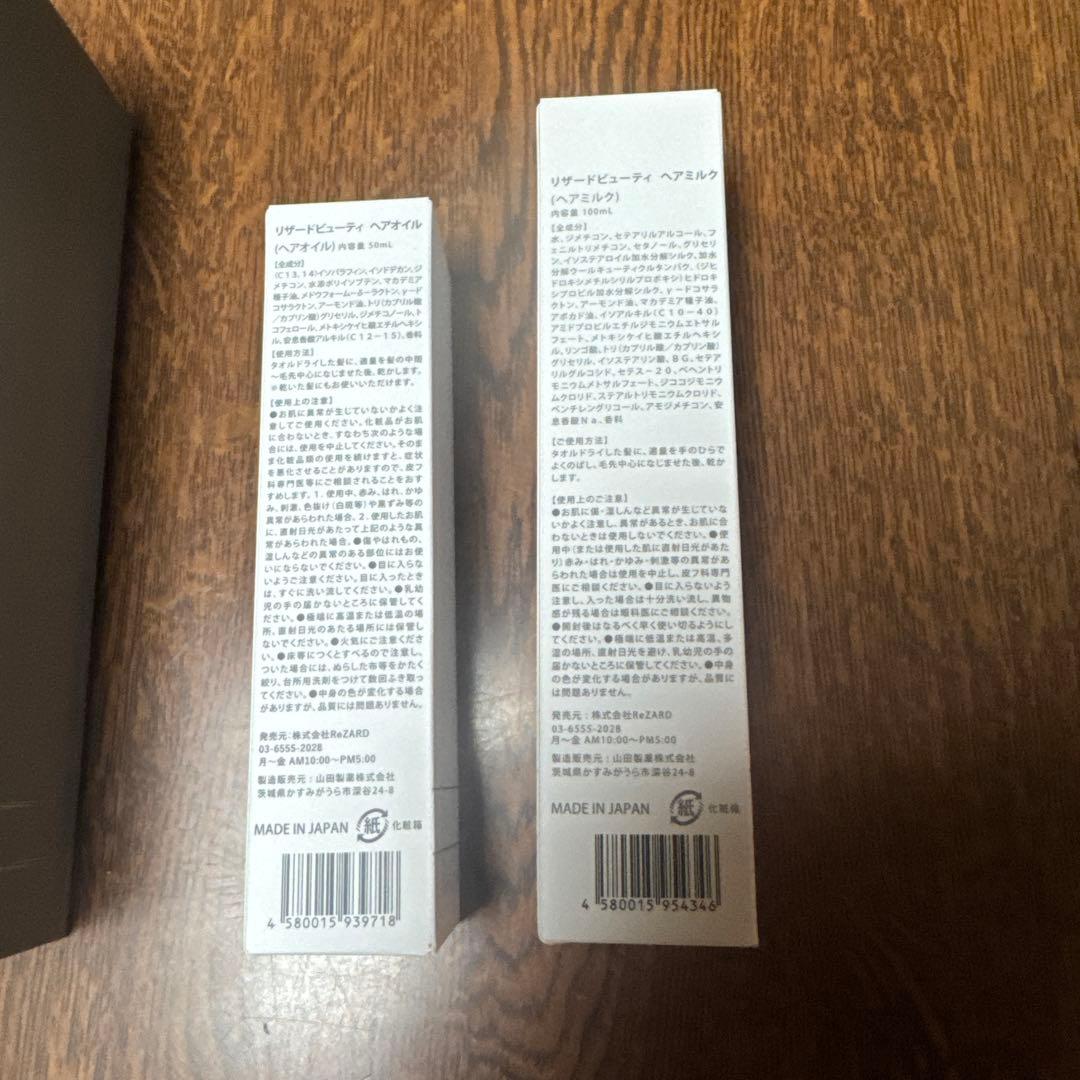 リザードビューティ ヘアオイル
(ヘアオイル) 内容量 50mL
【全成分】
(C13,14)イソパラフィン、イソドデカン、ジ
メチコン、水添ポリイソブテン、マカデミア
種子油、メドウフォーム-δ-ラクトン、γ-ド
コサラクトン、アーモンド油、トリ(カプリル酸
/カプリン酸)グリセリル、ジメチコノール、ト
コフェロール、メトキシケイヒ酸エチルヘキシ
ル、安息香酸アルキル(C12-15)、香料
【使用方法】
タオルドライした髪に、適量を髪の中間
～毛先中心になじませた後、乾かします。
※乾いた髪にもお使いいただけます。
【使用上の注意】
●お肌に異常が生じていないかよく注
意してご使用ください。化粧品がお肌
に合わないとき、すなわち次のような場
合には、使用を中止してください。そのま
ま化粧品類の使用を続けますと、症状
を悪化させることがありますので、皮フ
科専門医等にご相談されることをおす
すめします。1.使用中、赤み、はれ、かゆ
み、刺激、色抜け(白斑等)や黒ずみ等の
異常があらわれた場合、2.使用したお肌
に、直射日光があたって上記のような異
常があらわれた場合。●傷やはれもの、
湿しんなどの異常のある部位にはお使
いにならないでください。●目に入らな
いようご注意ください。目に入ったとき
は、すぐに洗い流してください。●乳幼
児の手の届かないところに保管してく
ださい。●極端に高温または低温の場
所、直射日光のあたる場所には保管し
ないでください。●火気にご注意くださ
い。●床等につくとすべるので注意し、
ついた場合には、ぬらした布等をかたく
絞り、台所用洗剤をつけて数回ふき取っ
てください。●中身の色が変化する場合
がありますが、品質には問題ありません。
発売元：株式会社ReZARD
03-6555-2028
月～金 AM10:00～PM5:00
製造販売元：山田製薬株式会社
茨城県かすみがうら市深谷24-8
MADE IN JAPAN 紙 化粧箱
4 580015 939718
リザードビューティ ヘアミルク
(ヘアミルク)
内容量 100mL
【全成分】
水、ジメチコン、セテアリルアルコール、フ
ェニルトリメチコン、セタノール、グリセリ
ン、イソステアロイル加水分解シルク、加水
分解ウールキューティクルタンパク、(ジヒ
ドロキシメチルシリルプロポキシ)ヒドロキ
シプロピル加水分解シルク、γ-ドコサラク
トン、アーモンド油、マカデミア種子油、
アボカド油、イソアルキル(C10-40)
アミドプロピルエチルジモニウムエトサル
フェート、メトキシケイヒ酸エチルヘキシ
ル、リンゴ酸、トリ(カプリル酸/カプリン酸)
グリセリル、イソステアリン酸、BG、セテア
リルグルコシド、セテス-20、ベヘントリ
モニウムメトサルフェート、ジココジモニウ
ムクロリド、ステアルトリモニウムクロリド、
ペンチレングリコール、アモジメチコン、安
息香酸Na、香料
【ご使用方法】
タオルドライした髪に、適量を手のひらで
よくのばし、毛先中心になじませた後、乾か
します。
【使用上のご注意】
●お肌に傷・湿しんなど異常が生じていな
いかよく注意し、異常があるとき、お肌に合
わないときは使用しないでください。●使
用中(または使用した肌に直射日光があた
り)赤み・はれ・かゆみ・刺激等の異常があ
らわれた場合は使用を中止し、皮フ科専門
医にご相談ください。●目に入らないよう
注意し、入った場合は十分洗い流し、異物
感が残る場合は眼科医にご相談ください。
●開封後はなるべく早く使い切るようにし
てください。●極端に低温または高温、多
湿の場所、直射日光を避け、乳幼児の手の
届かないところに保管してください。●中身
の色が変化する場合がありますが、品質に
は問題ありません。
発売元：株式会社ReZARD
03-6555-2028
月～金 AM10:00～PM5:00
製造販売元：山田製薬株式会社
茨城県かすみがうら市深谷24-8
MADE IN JAPAN 紙 化粧箱
4 580015 954346